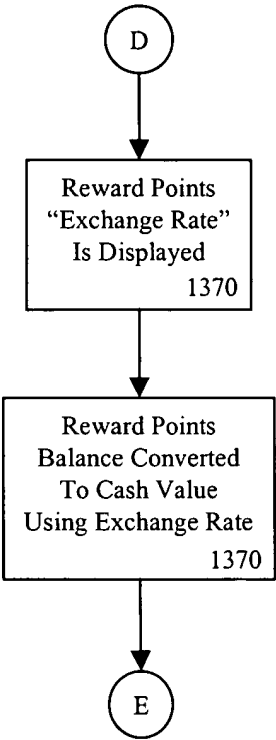 D
Reward Points
“Exchange Rate”
Is Displayed
1370
Reward Points
Balance Converted
To Cash Value
Using Exchange Rate
1370
E